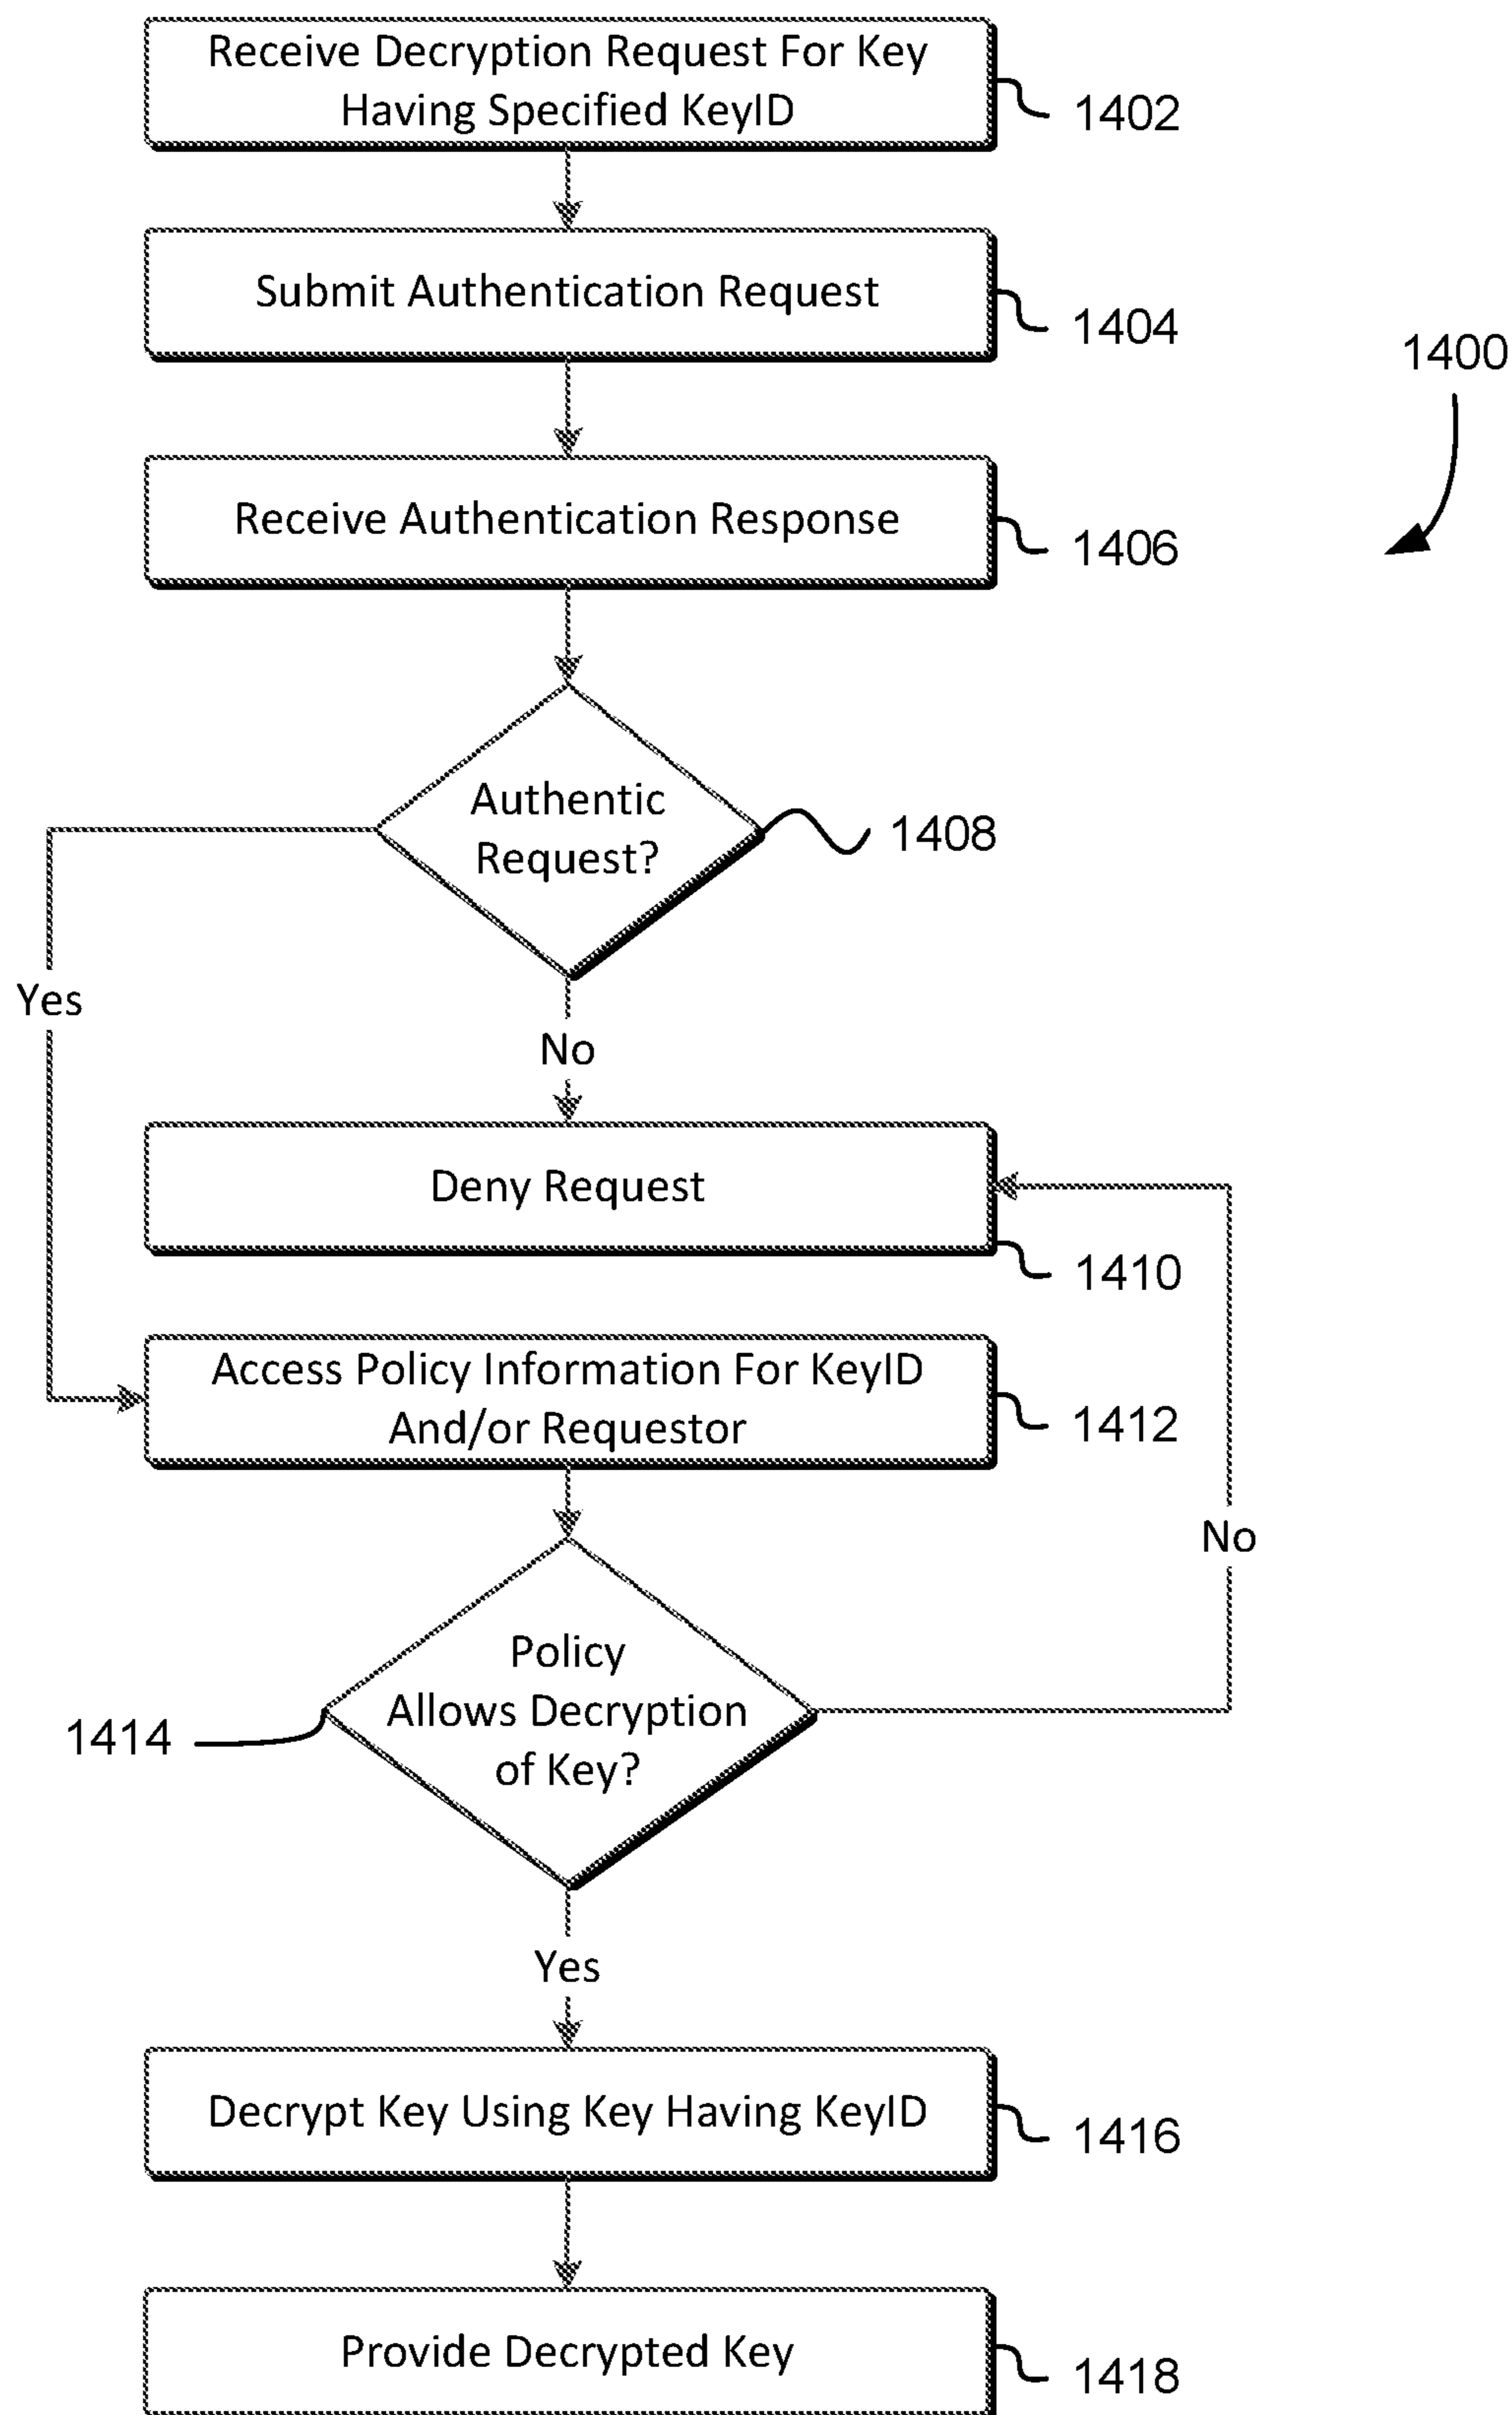 Receive Decryption Request For Key
Having Specified KeyID
1402
Submit Authentication Request
1404
1400
Receive Authentication Response
1406
Authentic
Request?
1408
Yes
No
Deny Request
1410
Access Policy Information For KeyID
And/or Requestor
1412
No
Policy
Allows Decryption
of Key?
1414
Yes
Decrypt Key Using Key Having KeyID
1416
Provide Decrypted Key
1418